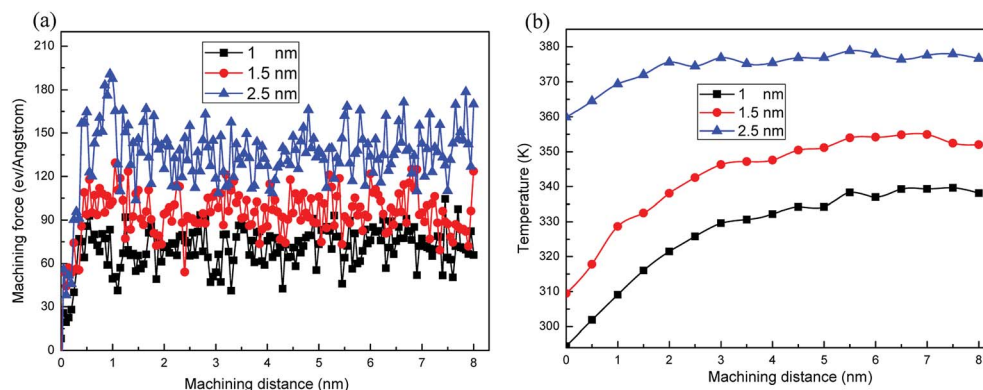 (a)
Machining force (ev/Angstrom)
210
180
150
120
90
60
30
0
1 nm
1.5 nm
2.5 nm
0 1 2 3 4 5 6 7 8
Machining distance (nm)
(b)
Temperature (K)
380
370
360
350
340
330
320
310
300
1 nm
1.5 nm
2.5 nm
0 1 2 3 4 5 6 7 8
Machining distance (nm)